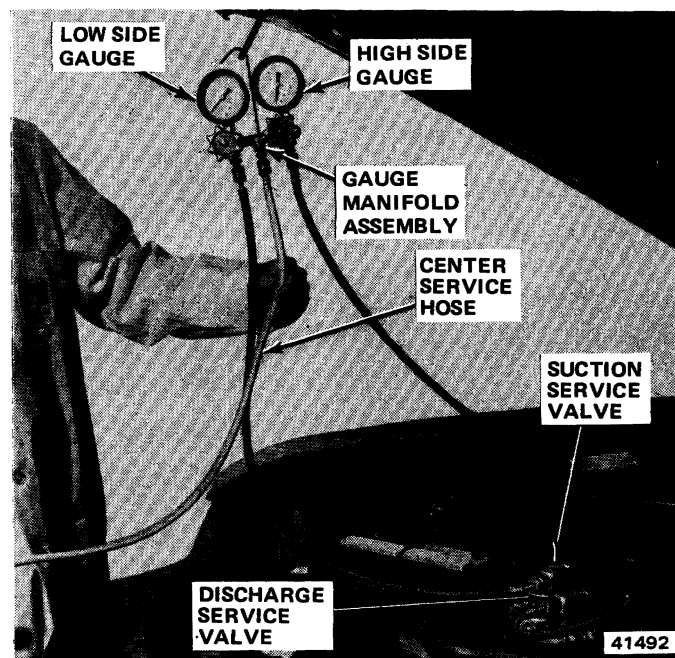 LOW SIDE
GAUGE
HIGH SIDE
GAUGE
GAUGE
MANIFOLD
ASSEMBLY
CENTER
SERVICE
HOSE
SUCTION
SERVICE
VALVE
DISCHARGE
SERVICE
VALVE
41492